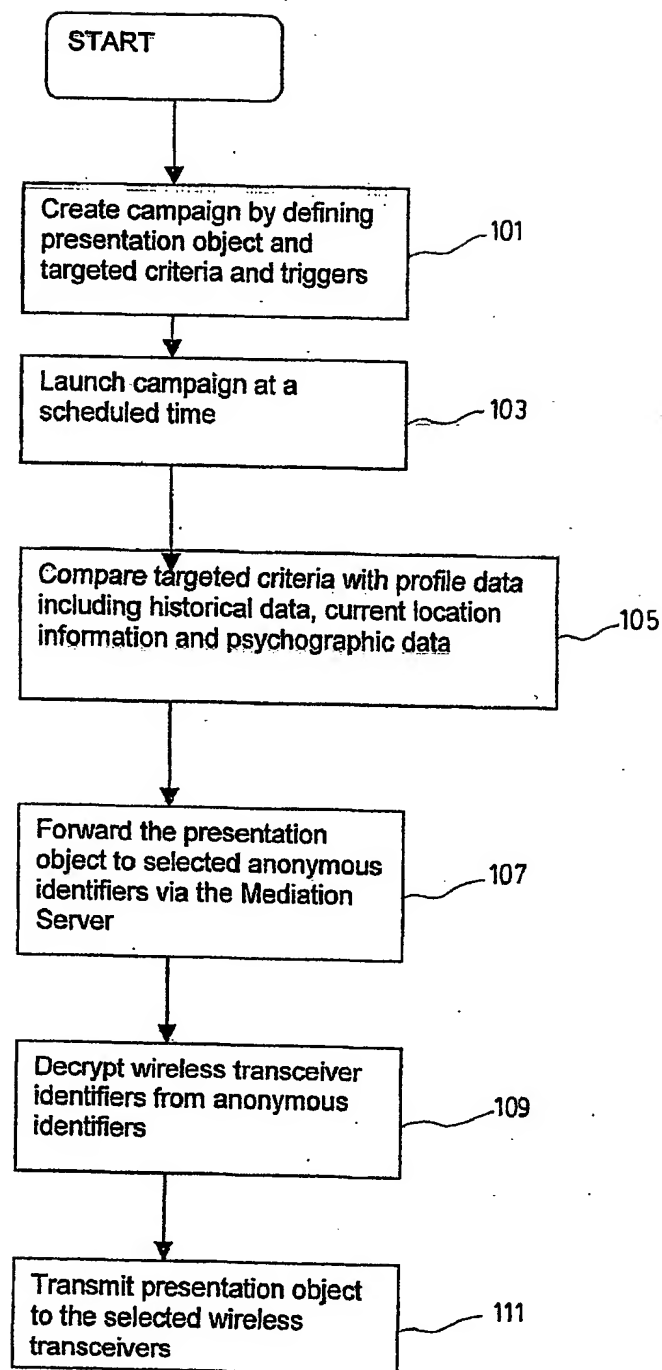 START
Create campaign by defining
presentation object and
targeted criteria and triggers
101
Launch campaign at a
scheduled time
103
Compare targeted criteria with profile data
including historical data, current location
information and psychographic data
105
Forward the presentation
object to selected anonymous
identifiers via the Mediation
Server
107
Decrypt wireless transceiver
identifiers from anonymous
identifiers
109
Transmit presentation object
to the selected wireless
transceivers
111